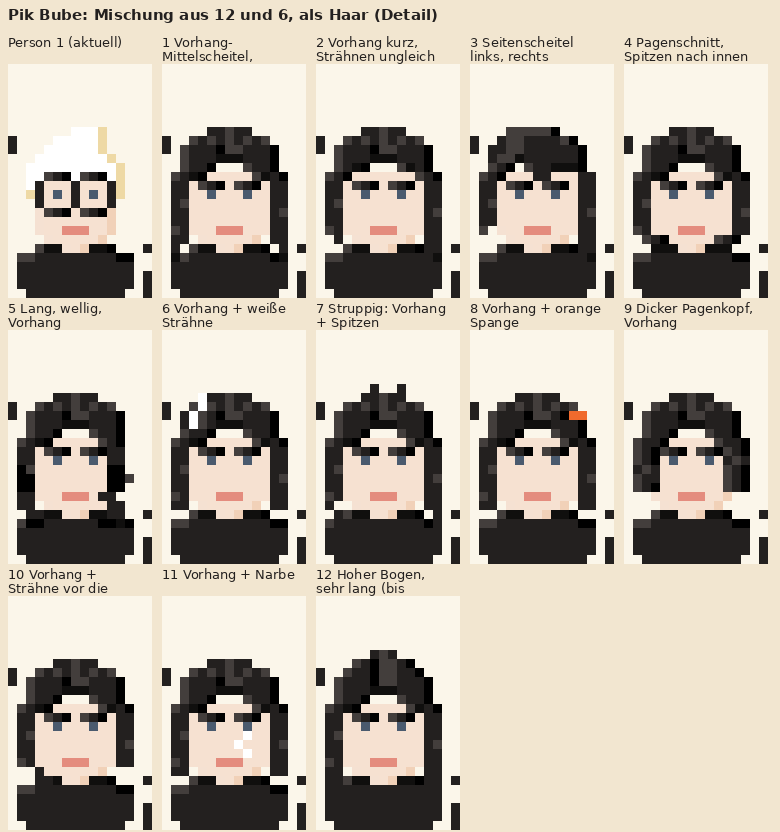 Pik Bube: Mischung aus 12 und 6, als Haar (Detail)
Person 1 (aktuell)
1 Vorhang-
Mittelscheitel,
2 Vorhang kurz,
Strähnen ungleich
3 Seitenscheitel
links, rechts
4 Pagenschnitt,
Spitzen nach innen
5 Lang, wellig,
Vorhang
6 Vorhang + weiße
Strähne
7 Struppig: Vorhang
+ Spitzen
8 Vorhang + orange
Spange
9 Dicker Pagenkopf,
Vorhang
10 Vorhang +
Strähne vor die
11 Vorhang + Narbe
12 Hoher Bogen,
sehr lang (bis